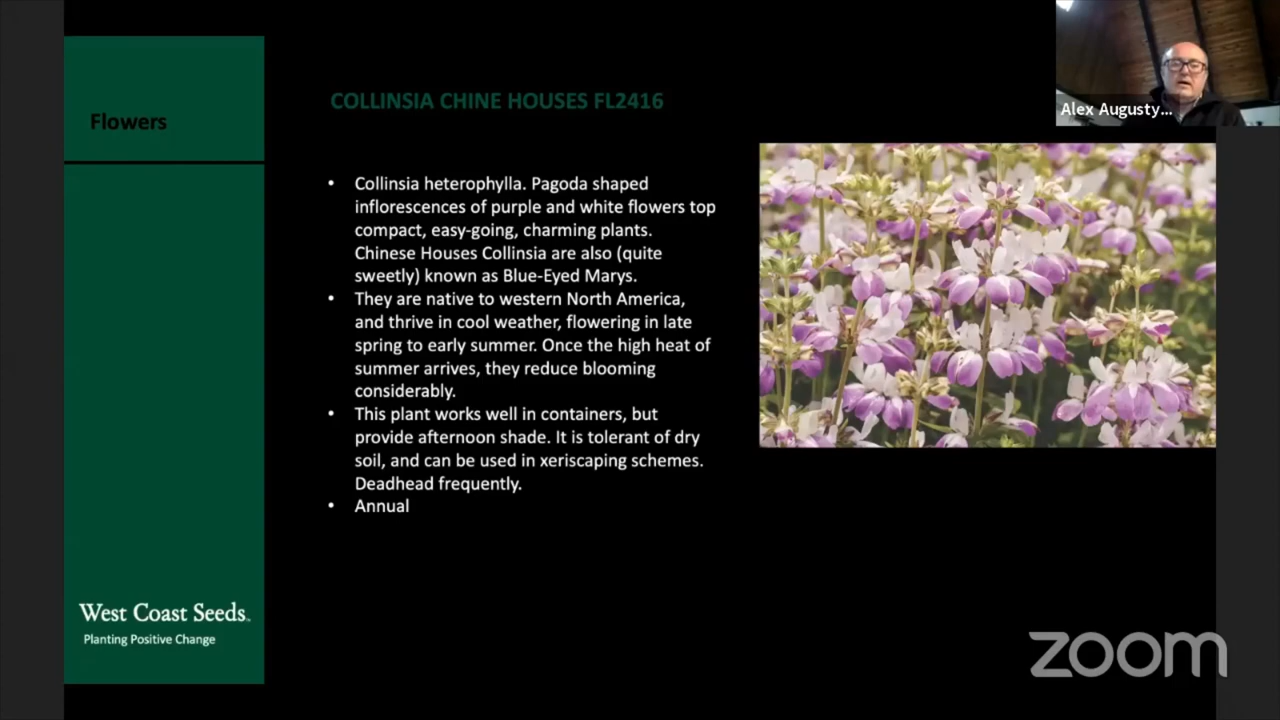 Flowers
COLLINSIA CHINE HOUSES FL2416
• Collinsia heterophylla. Pagoda shaped
inflorescences of purple and white flowers top
compact, easy-going, charming plants.
Chinese Houses Collinsia are also (quite
sweetly) known as Blue-Eyed Marys.
• They are native to western North America,
and thrive in cool weather, flowering in late
spring to early summer. Once the high heat of
summer arrives, they reduce blooming
considerably.
• This plant works well in containers, but
provide afternoon shade. It is tolerant of dry
soil, and can be used in xeriscaping schemes.
Deadhead frequently.
• Annual
Alex Augusty...
West Coast Seeds
Planting Positive Change
zoom